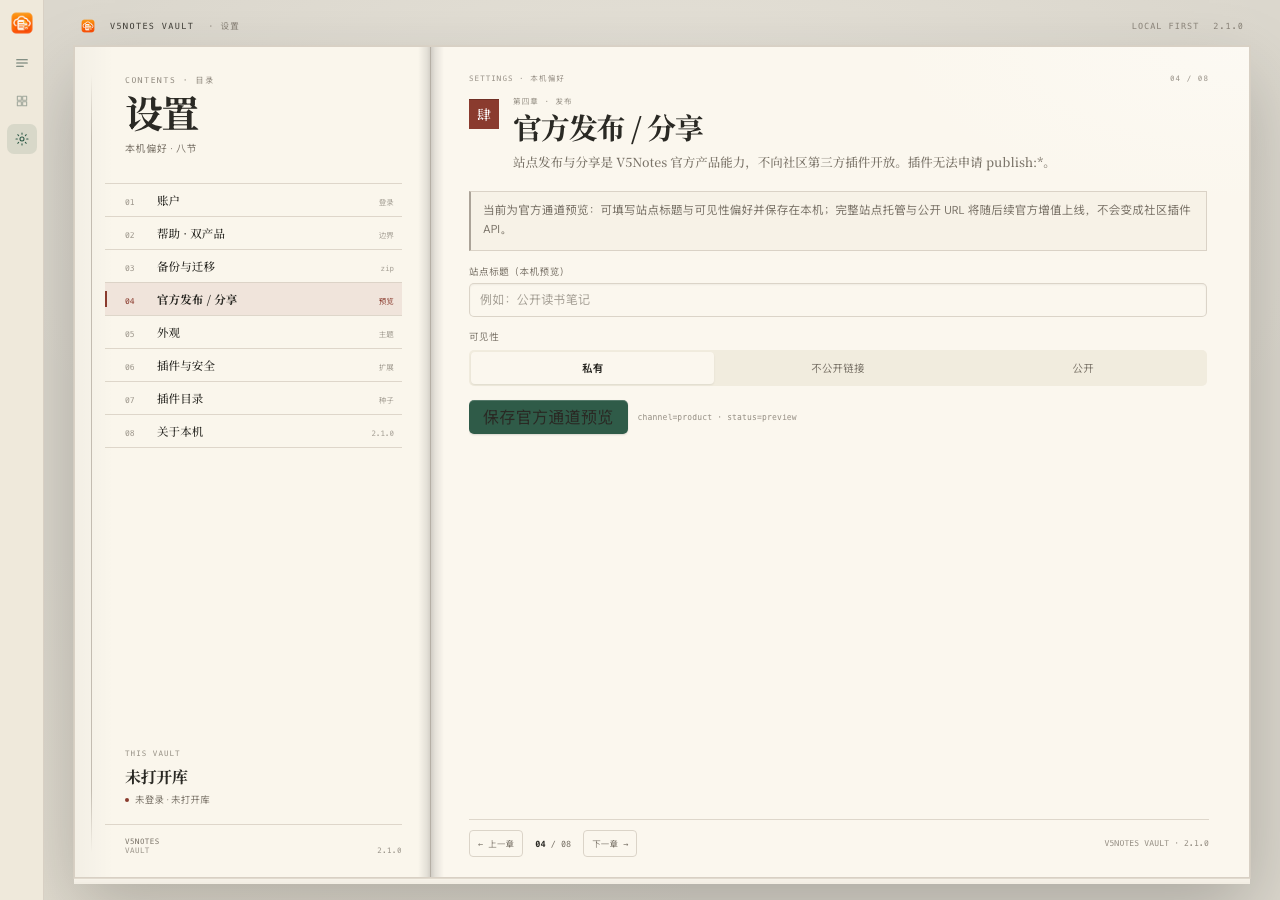 V5NOTES VAULT · 设置
LOCAL FIRST 2.1.0
CONTENTS · 目录
设置
本机偏好 · 八节
01 账户 登录
02 帮助 · 双产品 边界
03 备份与迁移 zip
04 官方发布 / 分享 预览
05 外观 主题
06 插件与安全 扩展
07 插件目录 种子
08 关于本机 2.1.0
THIS VAULT
未打开库
未登录 · 未打开库
V5NOTES
VAULT
2.1.0
SETTINGS · 本机偏好
04 / 08
肆
第四章 · 发布
官方发布 / 分享
站点发布与分享是 V5Notes 官方产品能力，不向社区第三方插件开放。插件无法申请 publish:*。
当前为官方通道预览：可填写站点标题与可见性偏好并保存在本机；完整站点托管与公开 URL 将随后续官方增值上线，不会变成社区插件
API。
站点标题（本机预览）
例如：公开读书笔记
可见性
私有 不公开链接 公开
保存官方通道预览 channel=product · status=preview
← 上一章 04 / 08 下一章 →
V5NOTES VAULT · 2.1.0